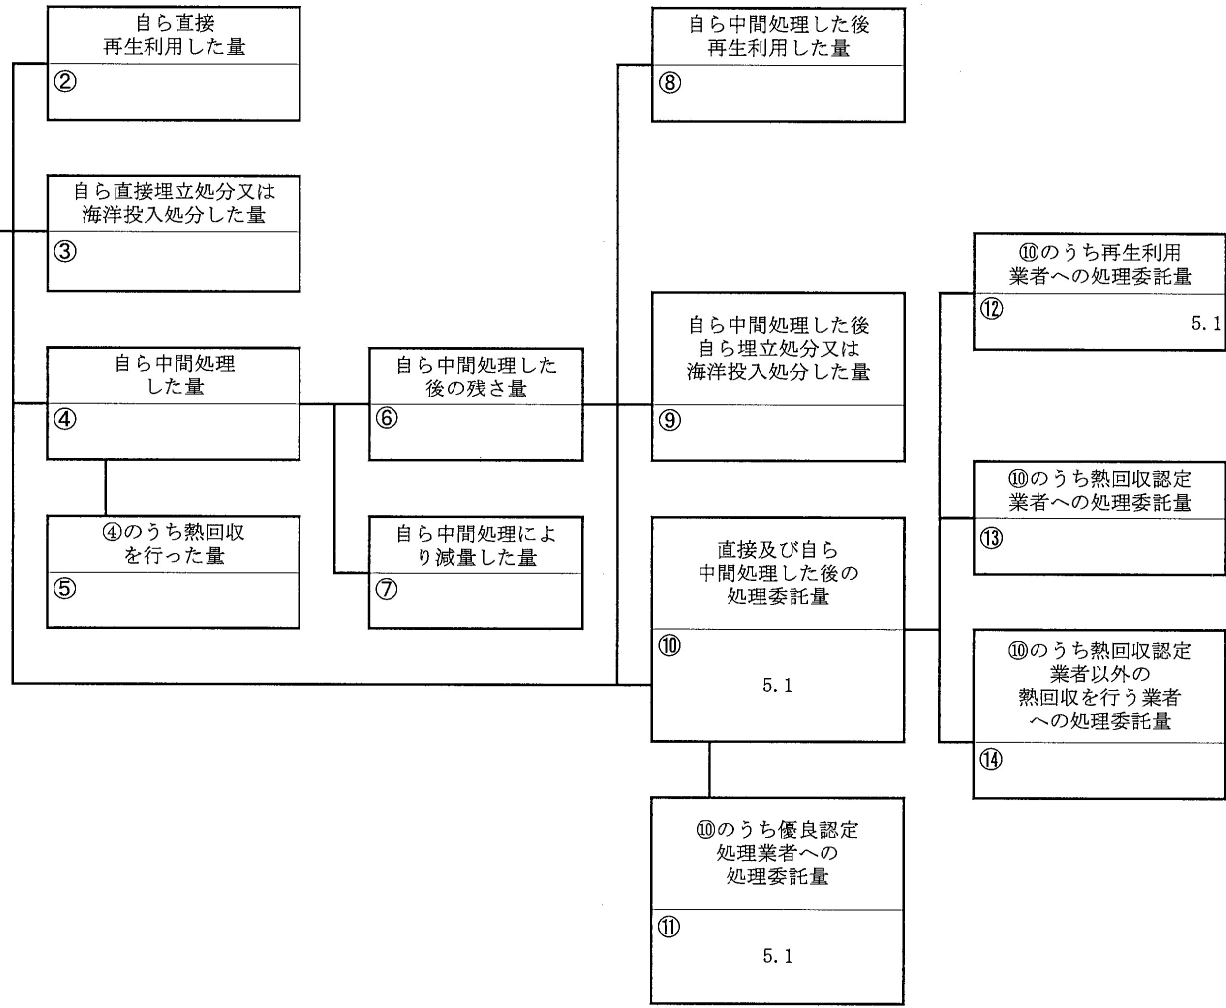 自ら直接
再生利用した量
②
自ら直接埋立処分又は
海洋投入処分した量
③
自ら中間処理
した量
④
④のうち熱回収
を行った量
⑤
自ら中間処理した
後の残さ量
⑥
自ら中間処理によ
り減量した量
⑦
自ら中間処理した後
再生利用した量
⑧
自ら中間処理した後
自ら埋立処分又は
海洋投入処分した量
⑨
直接及び自ら
中間処理した後の
処理委託量
⑩
5.1
⑩のうち優良認定
処理業者への
処理委託量
⑪
5.1
⑩のうち再生利用
業者への処理委託量
⑫
5.1
⑩のうち熱回収認定
業者への処理委託量
⑬
⑩のうち熱回収認定
業者以外の
熱回収を行う業者
への処理委託量
⑭